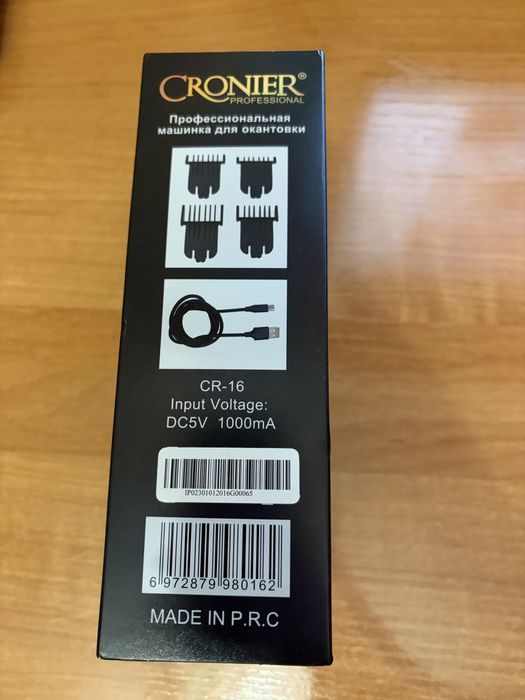 CRONIER®
PROFESSIONAL
Профессиональная
машинка для окантовки
CR-16
Input Voltage:
DC5V 1000mA
IP02301012016G00065
6 972879 980162
MADE IN P.R.C